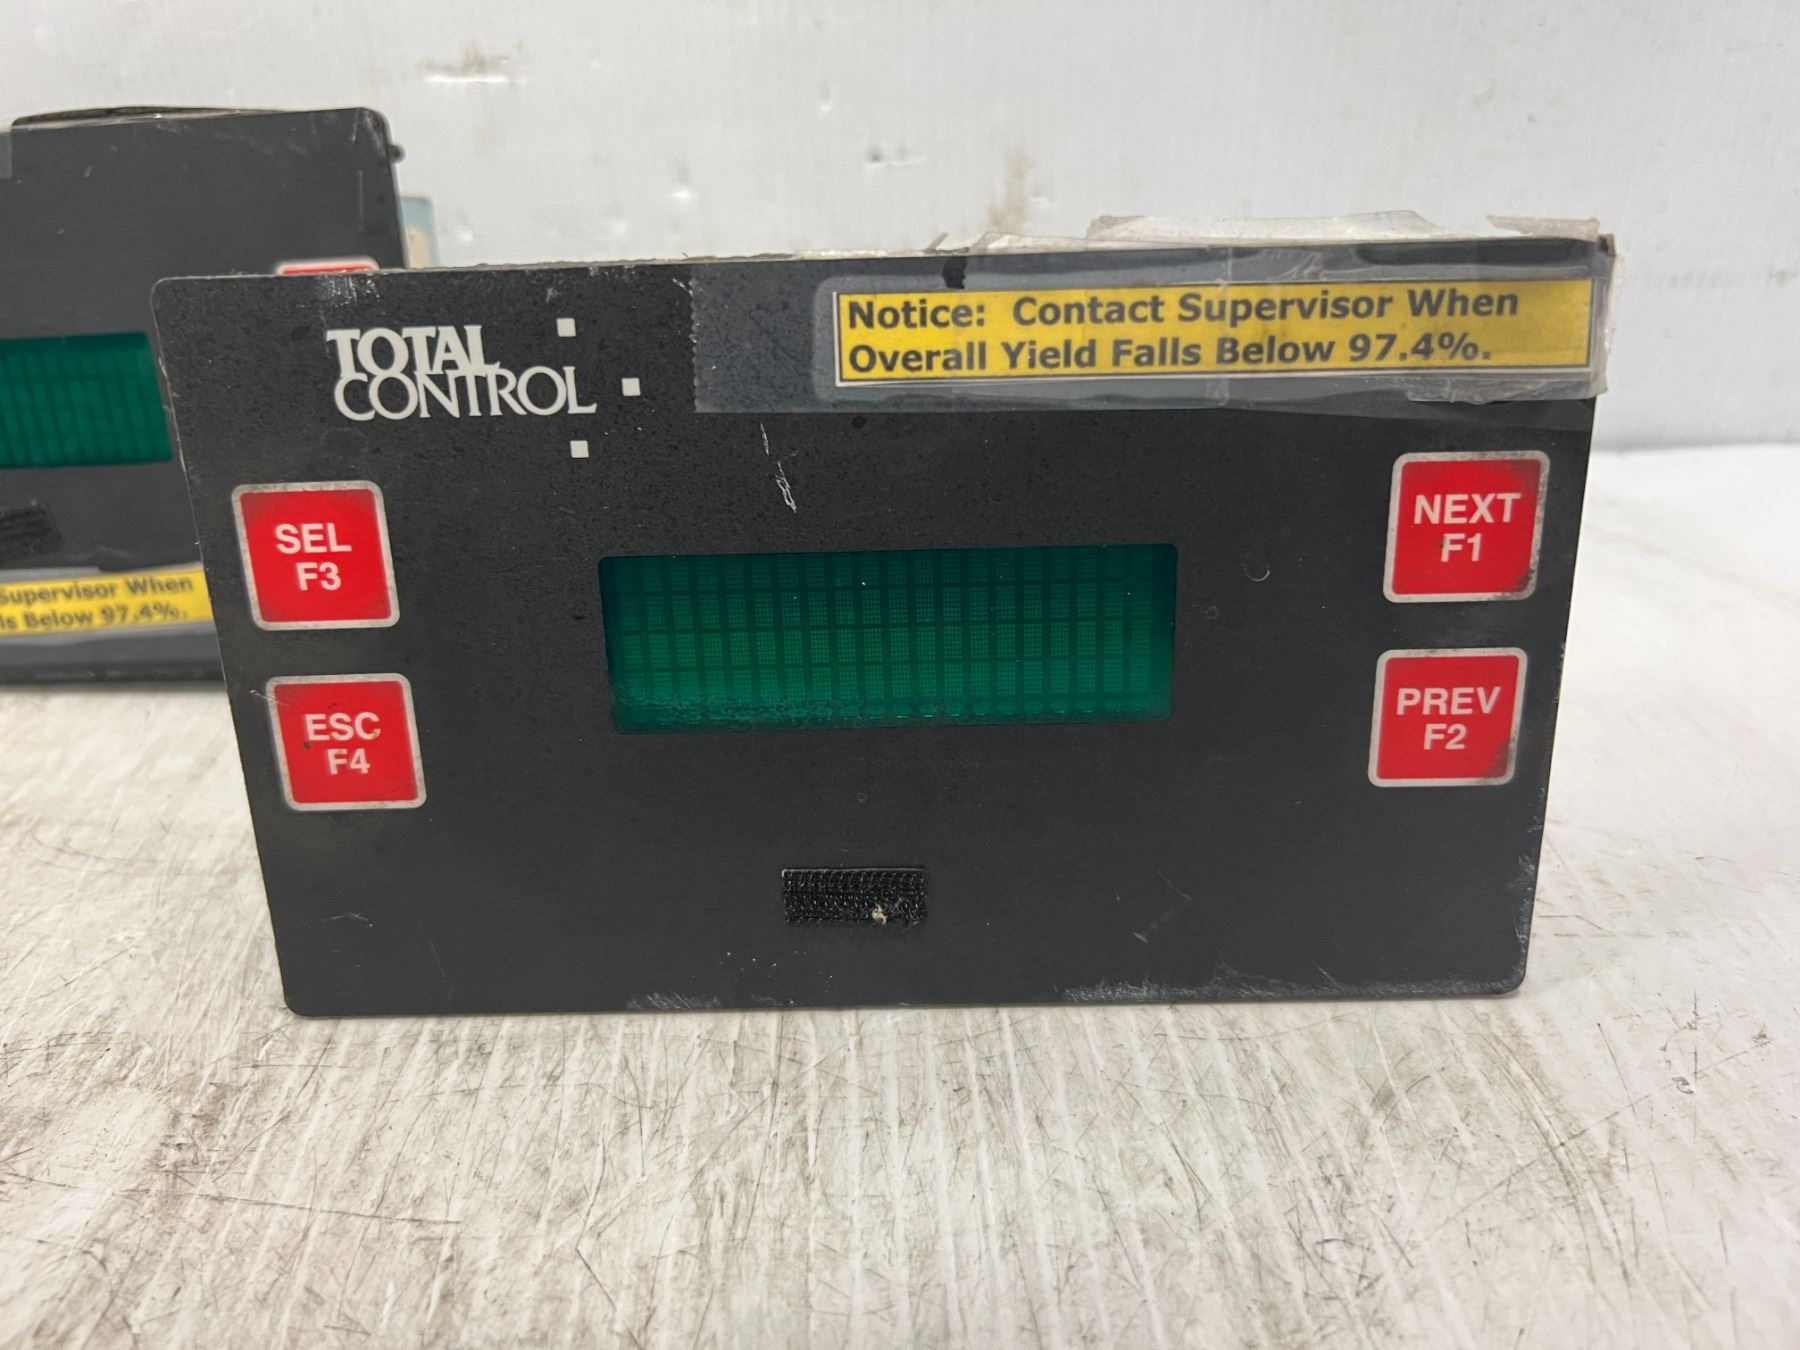 TOTAL
CONTROL
Notice: Contact Supervisor When
Overall Yield Falls Below 97.4%.
SEL
F3
ESC
F4
NEXT
F1
PREV
F2
Supervisor When
Below 97.4%.